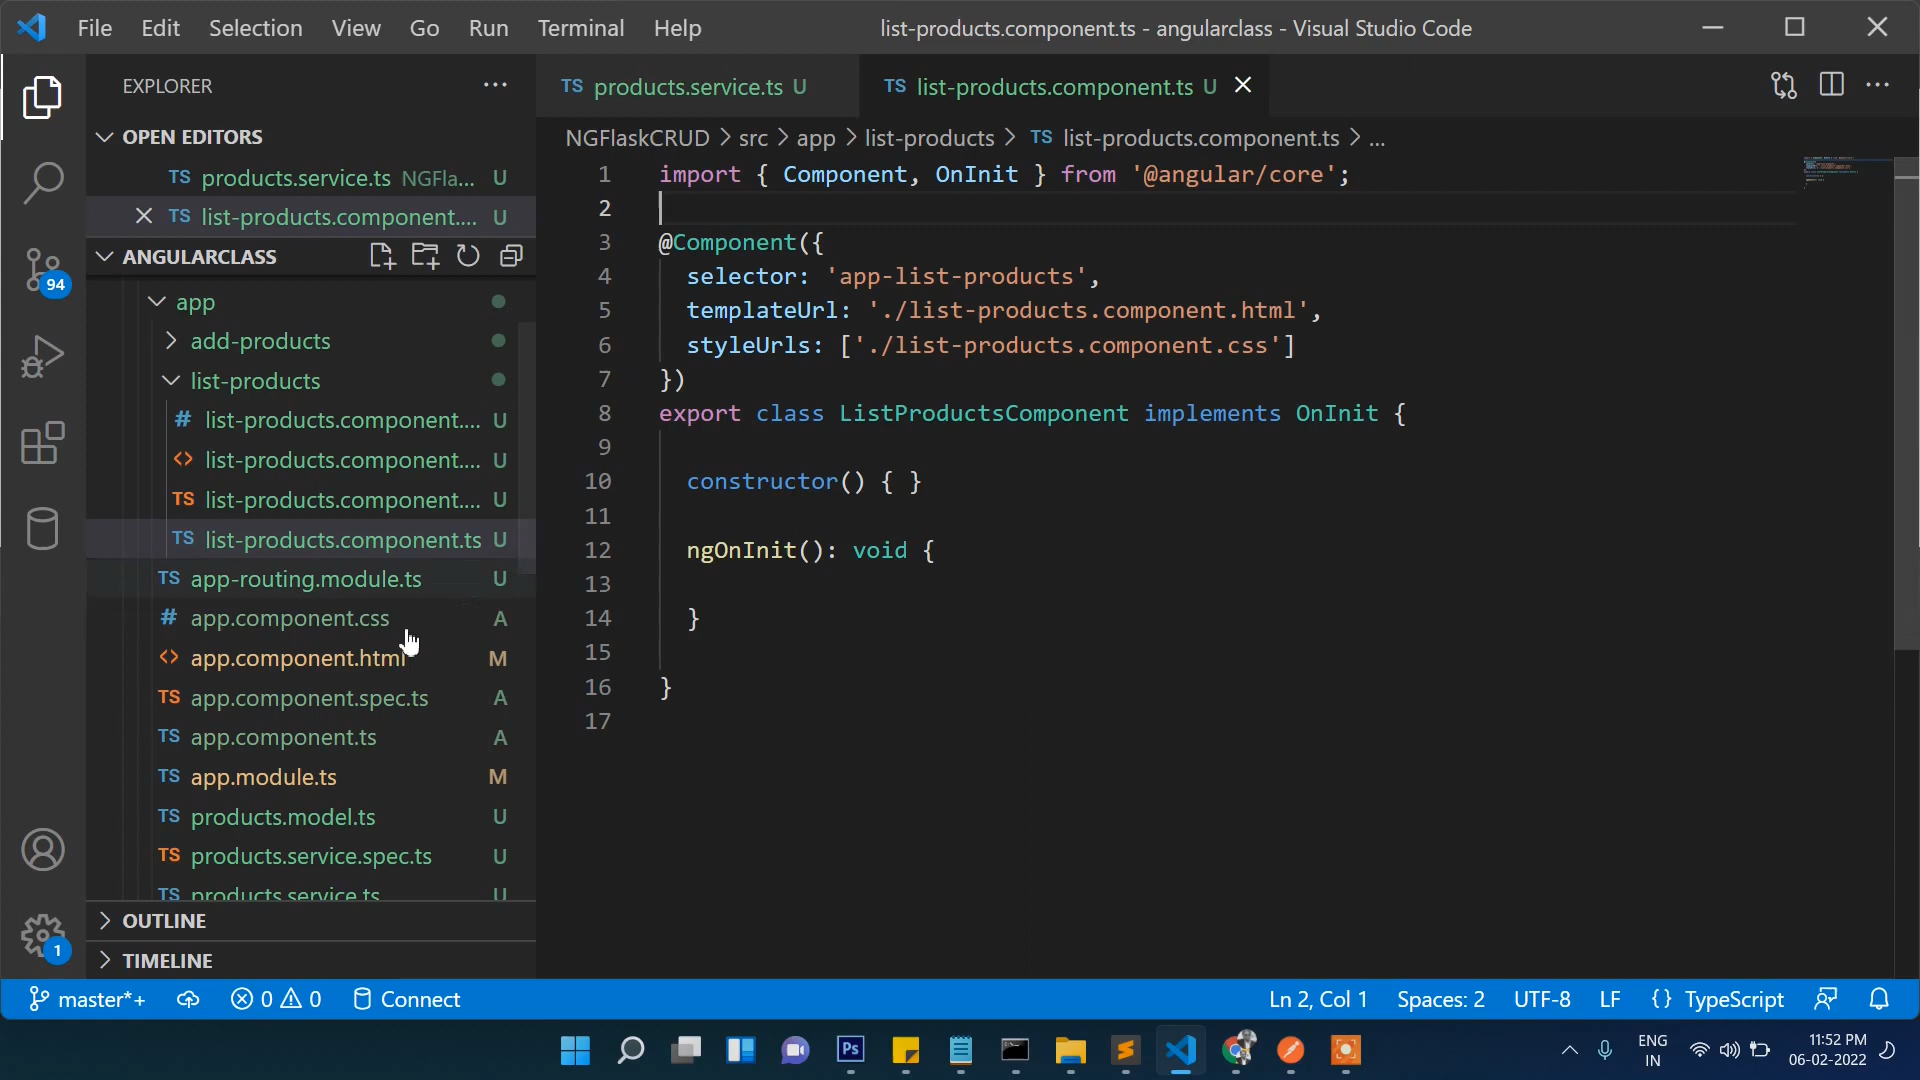 File Edit Selection View Go Run Terminal Help
list-products.component.ts - angularclass - Visual Studio Code
EXPLORER
OPEN EDITORS
TS products.service.ts NGFla... U
TS list-products.component.... U
ANGULARCLASS
app
add-products
list-products
# list-products.component.... U
<> list-products.component.... U
TS list-products.component.... U
TS list-products.component.ts U
TS app-routing.module.ts U
# app.component.css A
<> app.component.html M
TS app.component.spec.ts A
TS app.component.ts A
TS app.module.ts M
TS products.model.ts U
TS products.service.spec.ts U
TS products.service.ts U
OUTLINE
TIMELINE
94
1
TS products.service.ts U
TS list-products.component.ts U
NGFlaskCRUD > src > app > list-products > TS list-products.component.ts > ...
1 import { Component, OnInit } from '@angular/core';
2
3 @Component({
4 selector: 'app-list-products',
5 templateUrl: './list-products.component.html',
6 styleUrls: ['./list-products.component.css']
7 })
8 export class ListProductsComponent implements OnInit {
9
10 constructor() { }
11
12 ngOnInit(): void {
13
14 }
15
16 }
17
master*+ 0 0 Connect
Ln 2, Col 1 Spaces: 2 UTF-8 LF {} TypeScript
Ps
ENG
IN
11:52 PM
06-02-2022